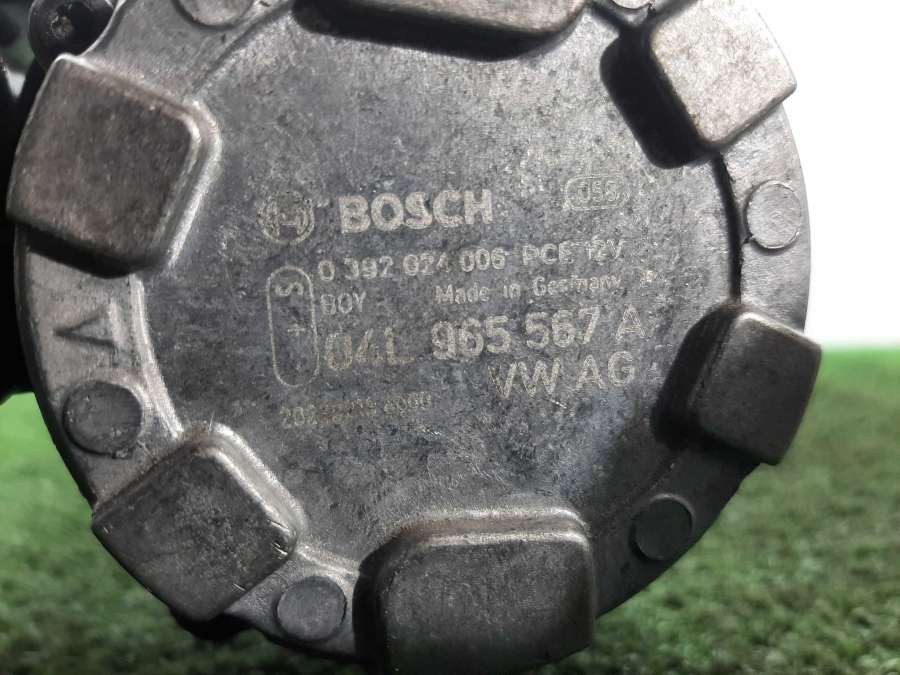 BOSCH
0 392 024 006 PCE 12V
BOY Made in Germany
S + -
04L 965 567 A
VW AG